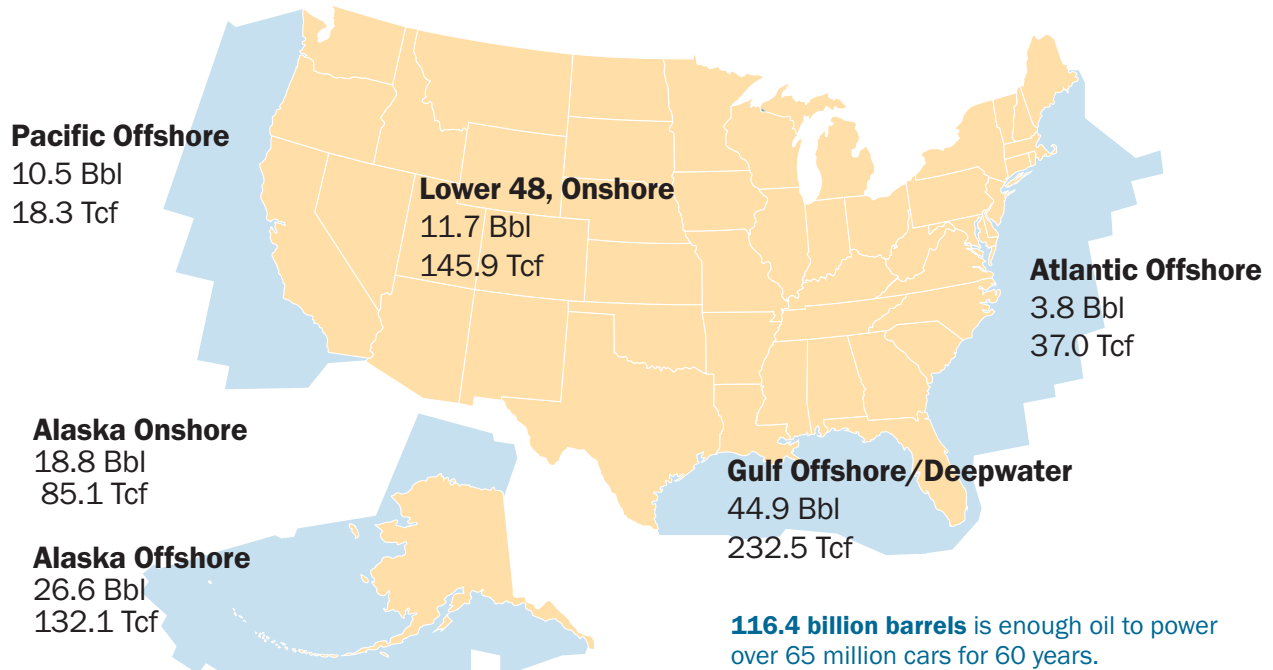 Pacific Offshore
10.5 Bbl
18.3 Tcf
Lower 48, Onshore
11.7 Bbl
145.9 Tcf
Atlantic Offshore
3.8 Bbl
37.0 Tcf
Alaska Onshore
18.8 Bbl
85.1 Tcf
Gulf Offshore/Deepwater
44.9 Bbl
232.5 Tcf
Alaska Offshore
26.6 Bbl
132.1 Tcf
116.4 billion barrels is enough oil to power
over 65 million cars for 60 years.